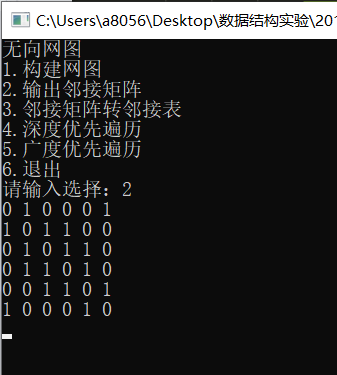 C:\Users\a8056\Desktop\数据结构实验\201
无向网图
1.构建网图
2.输出邻接矩阵
3.邻接矩阵转邻接表
4.深度优先遍历
5.广度优先遍历
6.退出
请输入选择：2
0 1 0 0 0 1
1 0 1 1 0 0
0 1 0 1 1 0
0 1 1 0 1 0
0 0 1 1 0 1
1 0 0 0 1 0